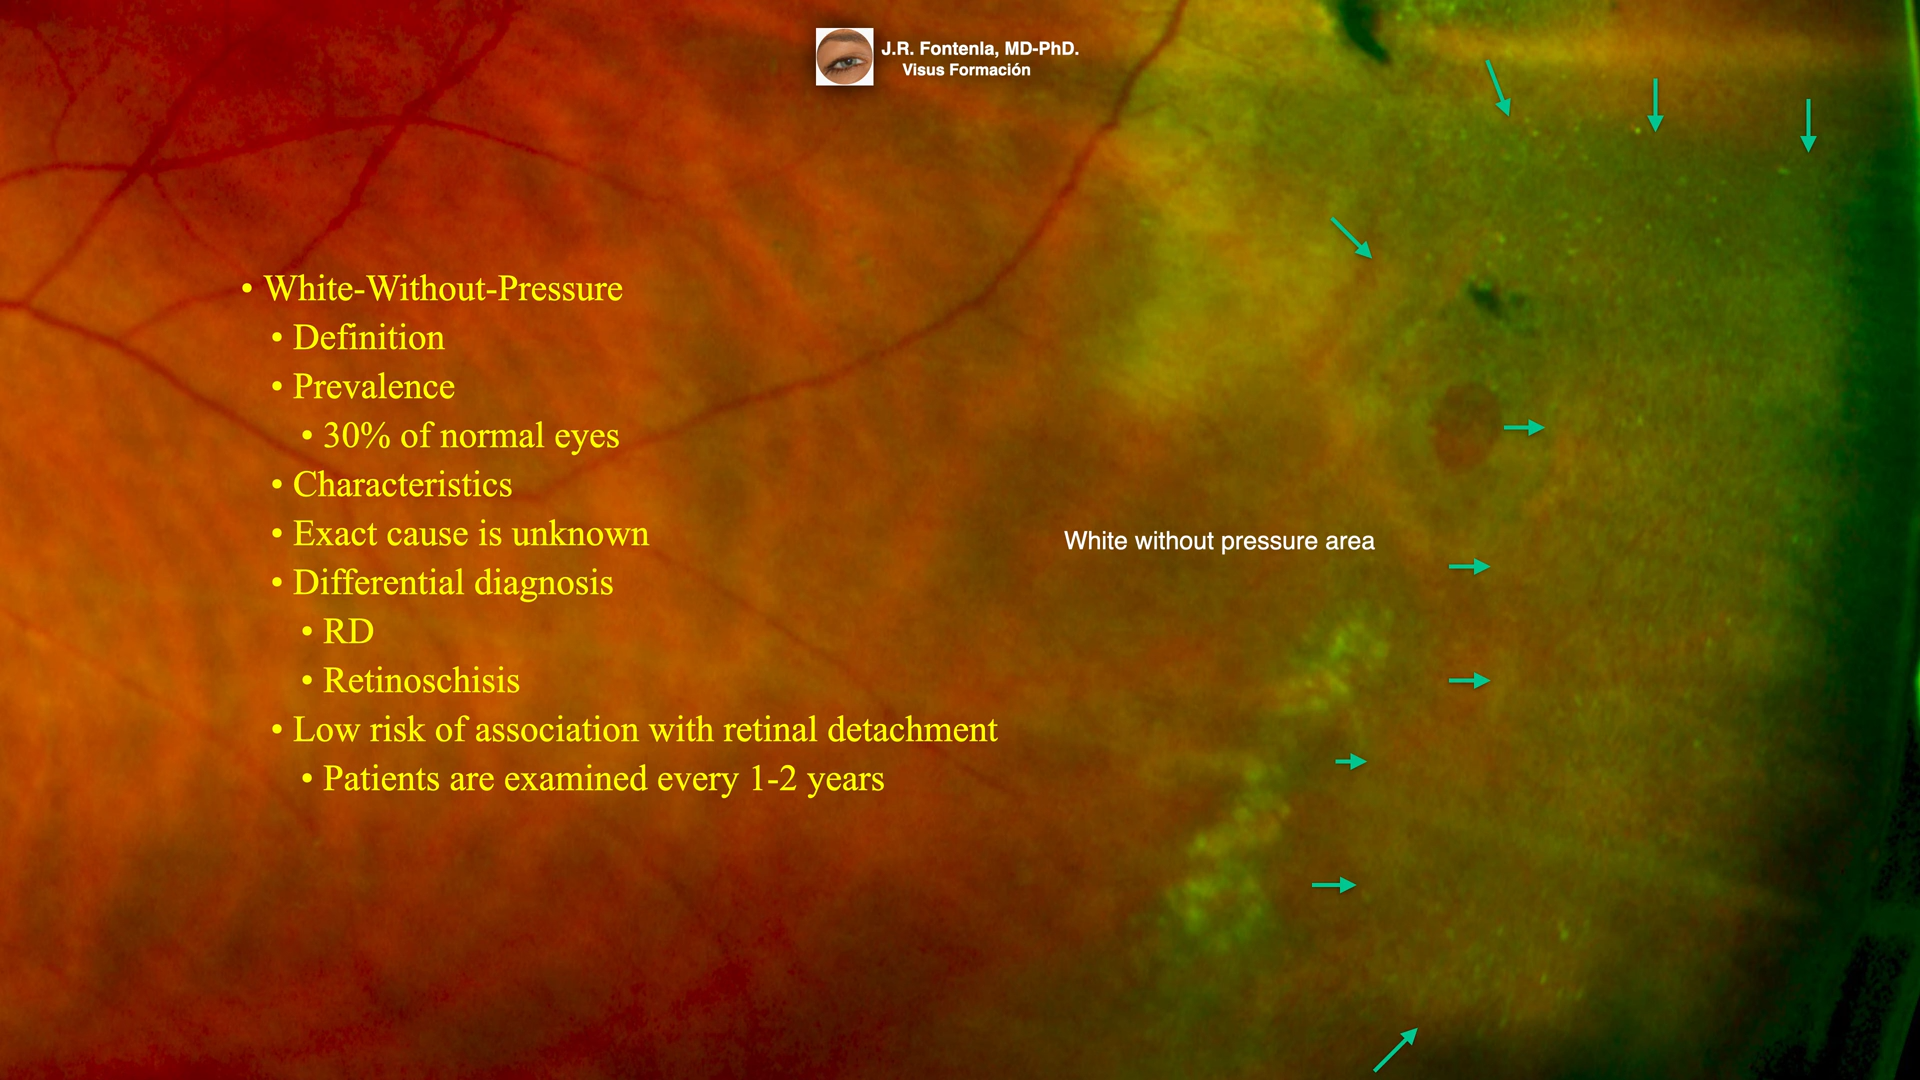 J.R. Fontenla, MD-PhD.
Visus Formación
• White-Without-Pressure
• Definition
• Prevalence
• 30% of normal eyes
• Characteristics
• Exact cause is unknown
• Differential diagnosis
• RD
• Retinoschisis
• Low risk of association with retinal detachment
• Patients are examined every 1-2 years
White without pressure area